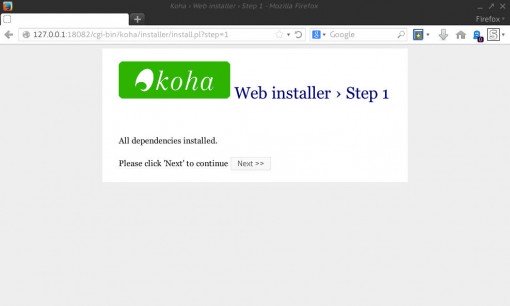 Koha › Web installer › Step 1 - Mozilla Firefox
Firefox
127.0.0.1:18082/cgi-bin/koha/installer/install.pl?step=1
Google
koha
Web installer › Step 1
All dependencies installed.
Please click 'Next' to continue Next >>